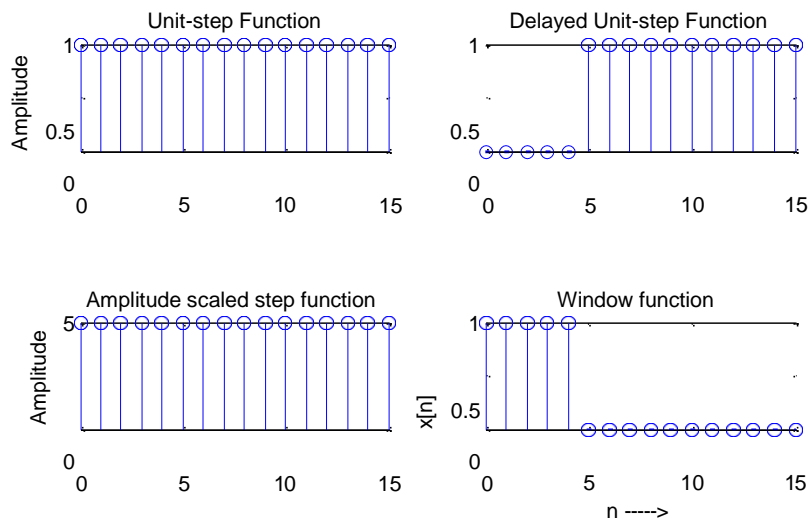 Unit-step Function
Delayed Unit-step Function
Amplitude
1
0.5
0
0 5 10 15
1
0.5
0
0 5 10 15
Amplitude scaled step function
Window function
Amplitude
5
0
0 5 10 15
x[n]
1
0.5
0
0 5 10 15
n ----->